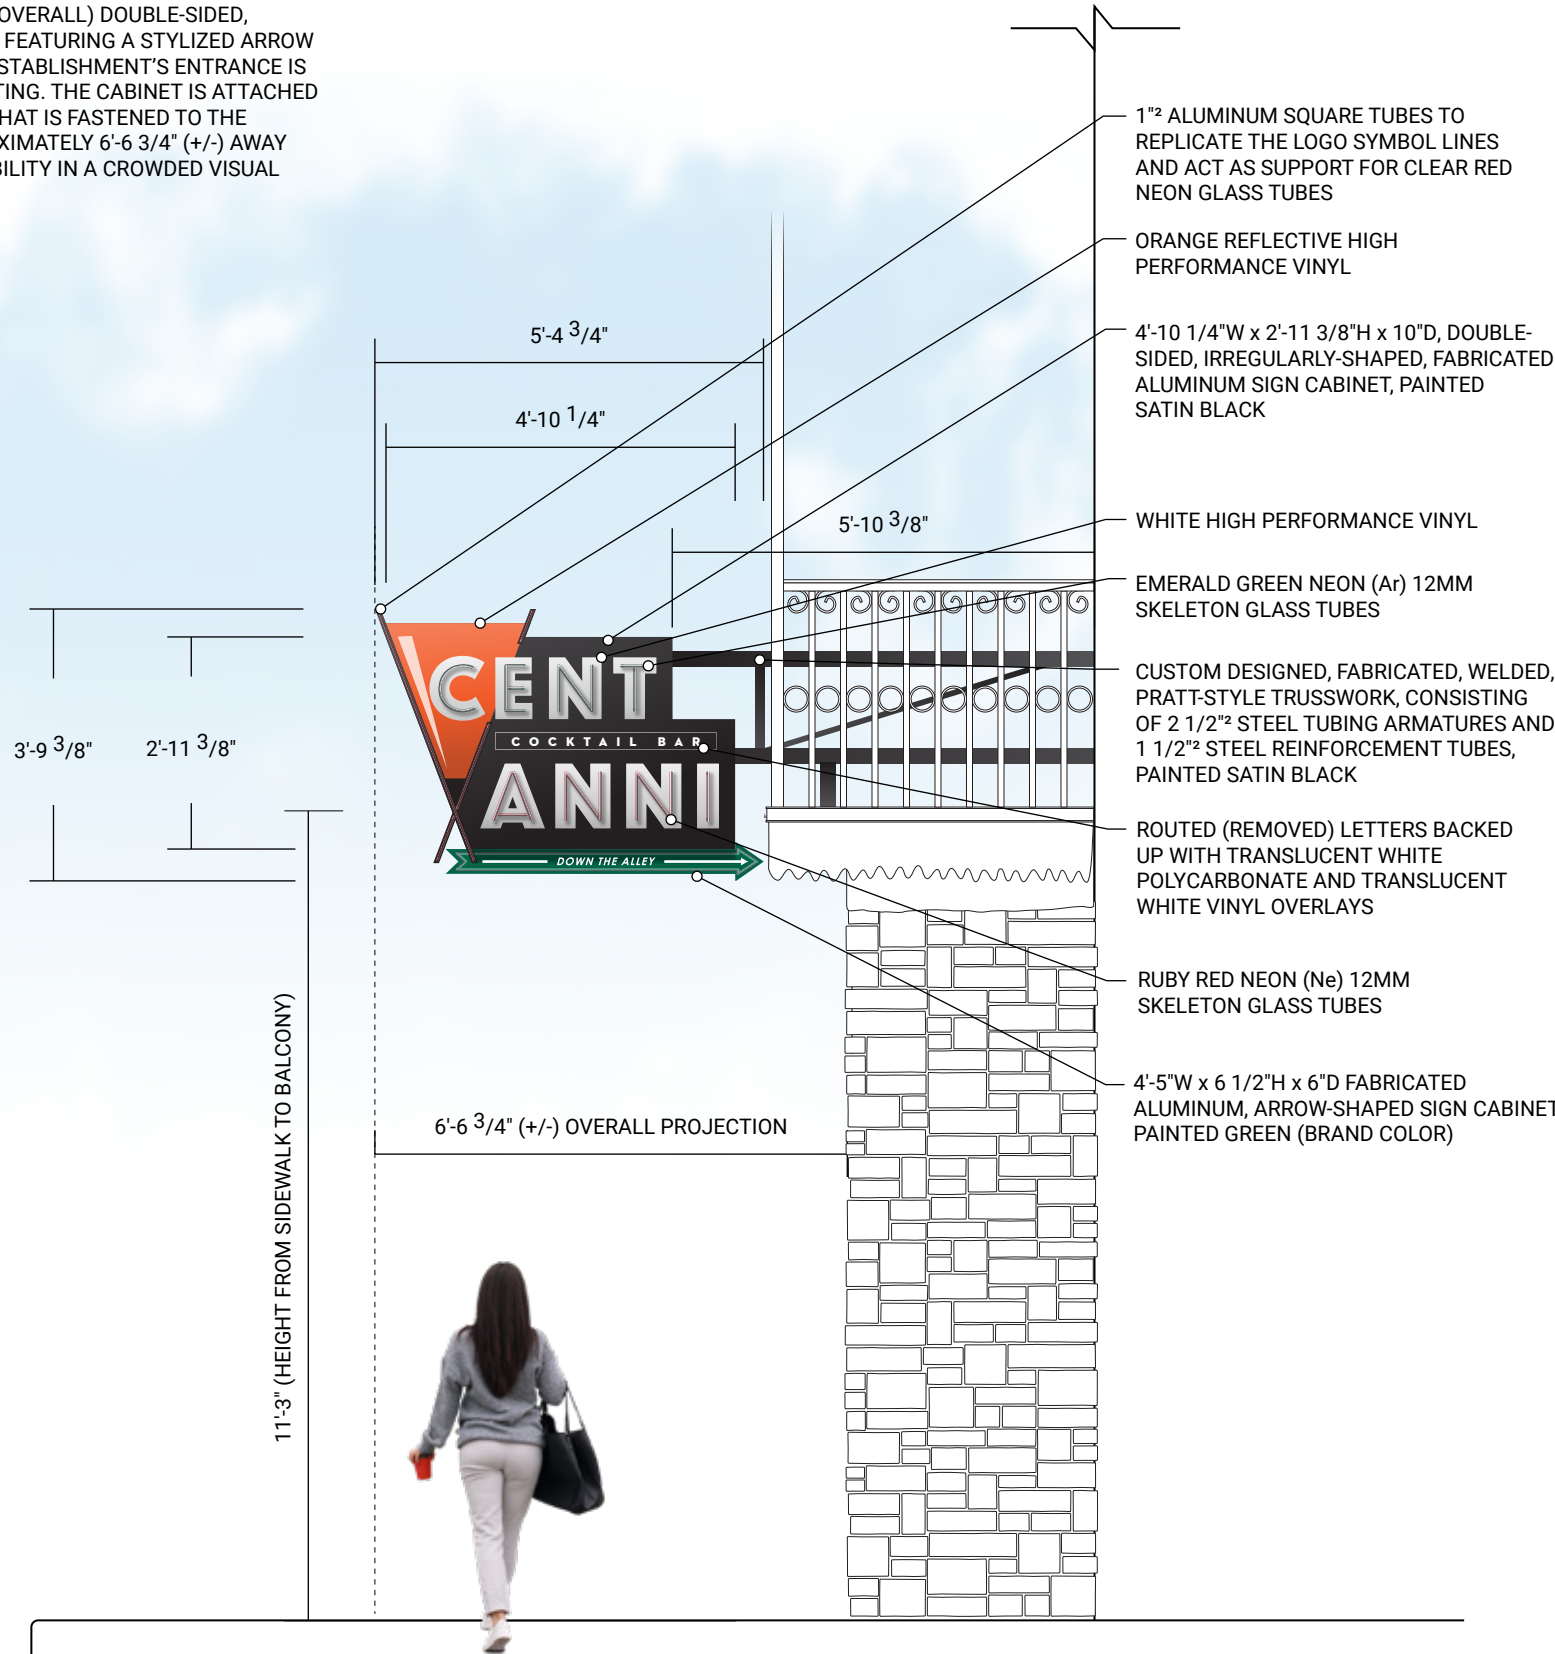 OVERALL) DOUBLE-SIDED,
FEATURING A STYLIZED ARROW
STABLISHMENT'S ENTRANCE IS
TING. THE CABINET IS ATTACHED
HAT IS FASTENED TO THE
XIMATELY 6'-6 3/4" (+/-) AWAY
BILITY IN A CROWDED VISUAL
1"² ALUMINUM SQUARE TUBES TO
REPLICATE THE LOGO SYMBOL LINES
AND ACT AS SUPPORT FOR CLEAR RED
NEON GLASS TUBES
ORANGE REFLECTIVE HIGH
PERFORMANCE VINYL
4'-10 1/4"W x 2'-11 3/8"H x 10"D, DOUBLE-
SIDED, IRREGULARLY-SHAPED, FABRICATED
ALUMINUM SIGN CABINET, PAINTED
SATIN BLACK
WHITE HIGH PERFORMANCE VINYL
EMERALD GREEN NEON (Ar) 12MM
SKELETON GLASS TUBES
CUSTOM DESIGNED, FABRICATED, WELDED,
PRATT-STYLE TRUSSWORK, CONSISTING
OF 2 1/2"² STEEL TUBING ARMATURES AND
1 1/2"² STEEL REINFORCEMENT TUBES,
PAINTED SATIN BLACK
ROUTED (REMOVED) LETTERS BACKED
UP WITH TRANSLUCENT WHITE
POLYCARBONATE AND TRANSLUCENT
WHITE VINYL OVERLAYS
RUBY RED NEON (Ne) 12MM
SKELETON GLASS TUBES
4'-5"W x 6 1/2"H x 6"D FABRICATED
ALUMINUM, ARROW-SHAPED SIGN CABINET
PAINTED GREEN (BRAND COLOR)
5'-4 3/4"
4'-10 1/4"
5'-10 3/8"
3'-9 3/8"
2'-11 3/8"
CENT
COCKTAIL BAR
ANNI
DOWN THE ALLEY
11'-3" (HEIGHT FROM SIDEWALK TO BALCONY)
6'-6 3/4" (+/-) OVERALL PROJECTION